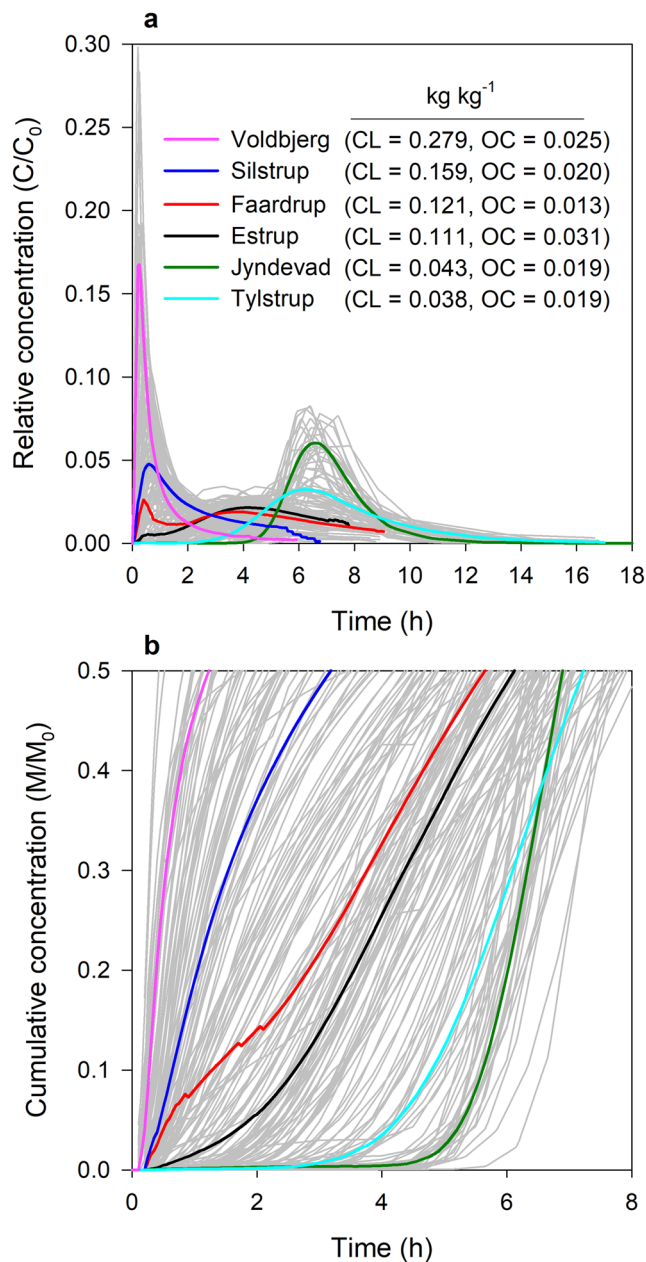 a
0.30
0.25
0.20
0.15
0.10
0.05
0.00
Relative concentration (C/C₀)
kg kg⁻¹
Voldbjerg (CL = 0.279, OC = 0.025)
Silstrup (CL = 0.159, OC = 0.020)
Faardrup (CL = 0.121, OC = 0.013)
Estrup (CL = 0.111, OC = 0.031)
Jyndevad (CL = 0.043, OC = 0.019)
Tylstrup (CL = 0.038, OC = 0.019)
0 2 4 6 8 10 12 14 16 18
Time (h)
b
0.5
0.4
0.3
0.2
0.1
0.0
Cumulative concentration (M/M₀)
0 2 4 6 8
Time (h)